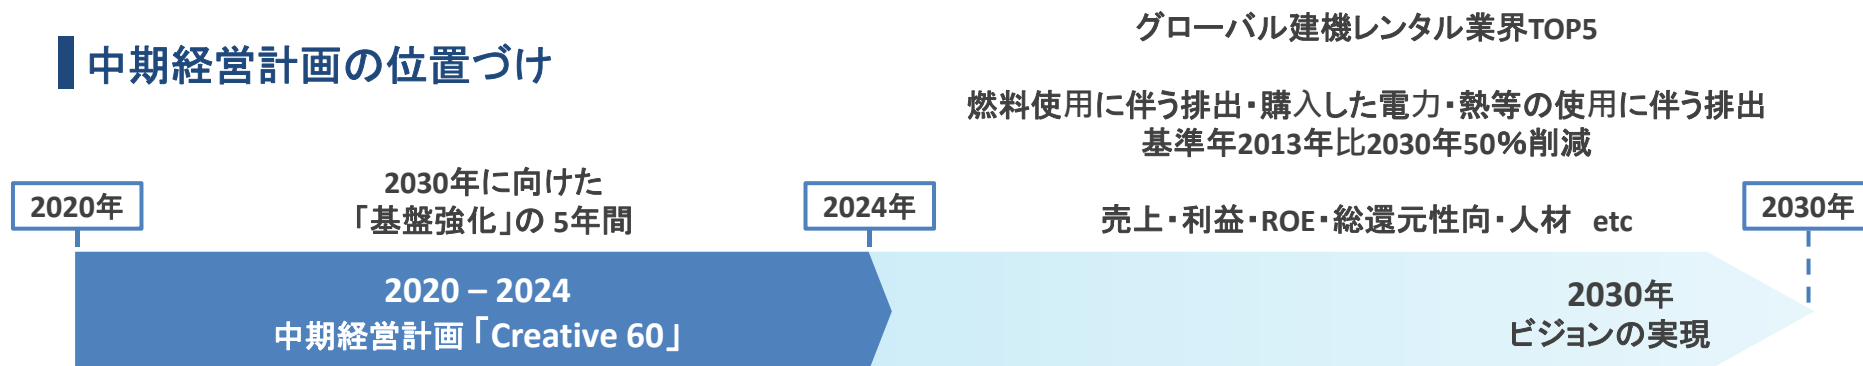 中期経営計画の位置づけ
グローバル建機レンタル業界TOP5
燃料使用に伴う排出・購入した電力・熱等の使用に伴う排出
基準年2013年比2030年50%削減
売上・利益・ROE・総還元性向・人材　etc
2020年
2030年に向けた
「基盤強化」の 5年間
2024年
2030年
2020 – 2024
中期経営計画「Creative 60」
2030年
ビジョンの実現